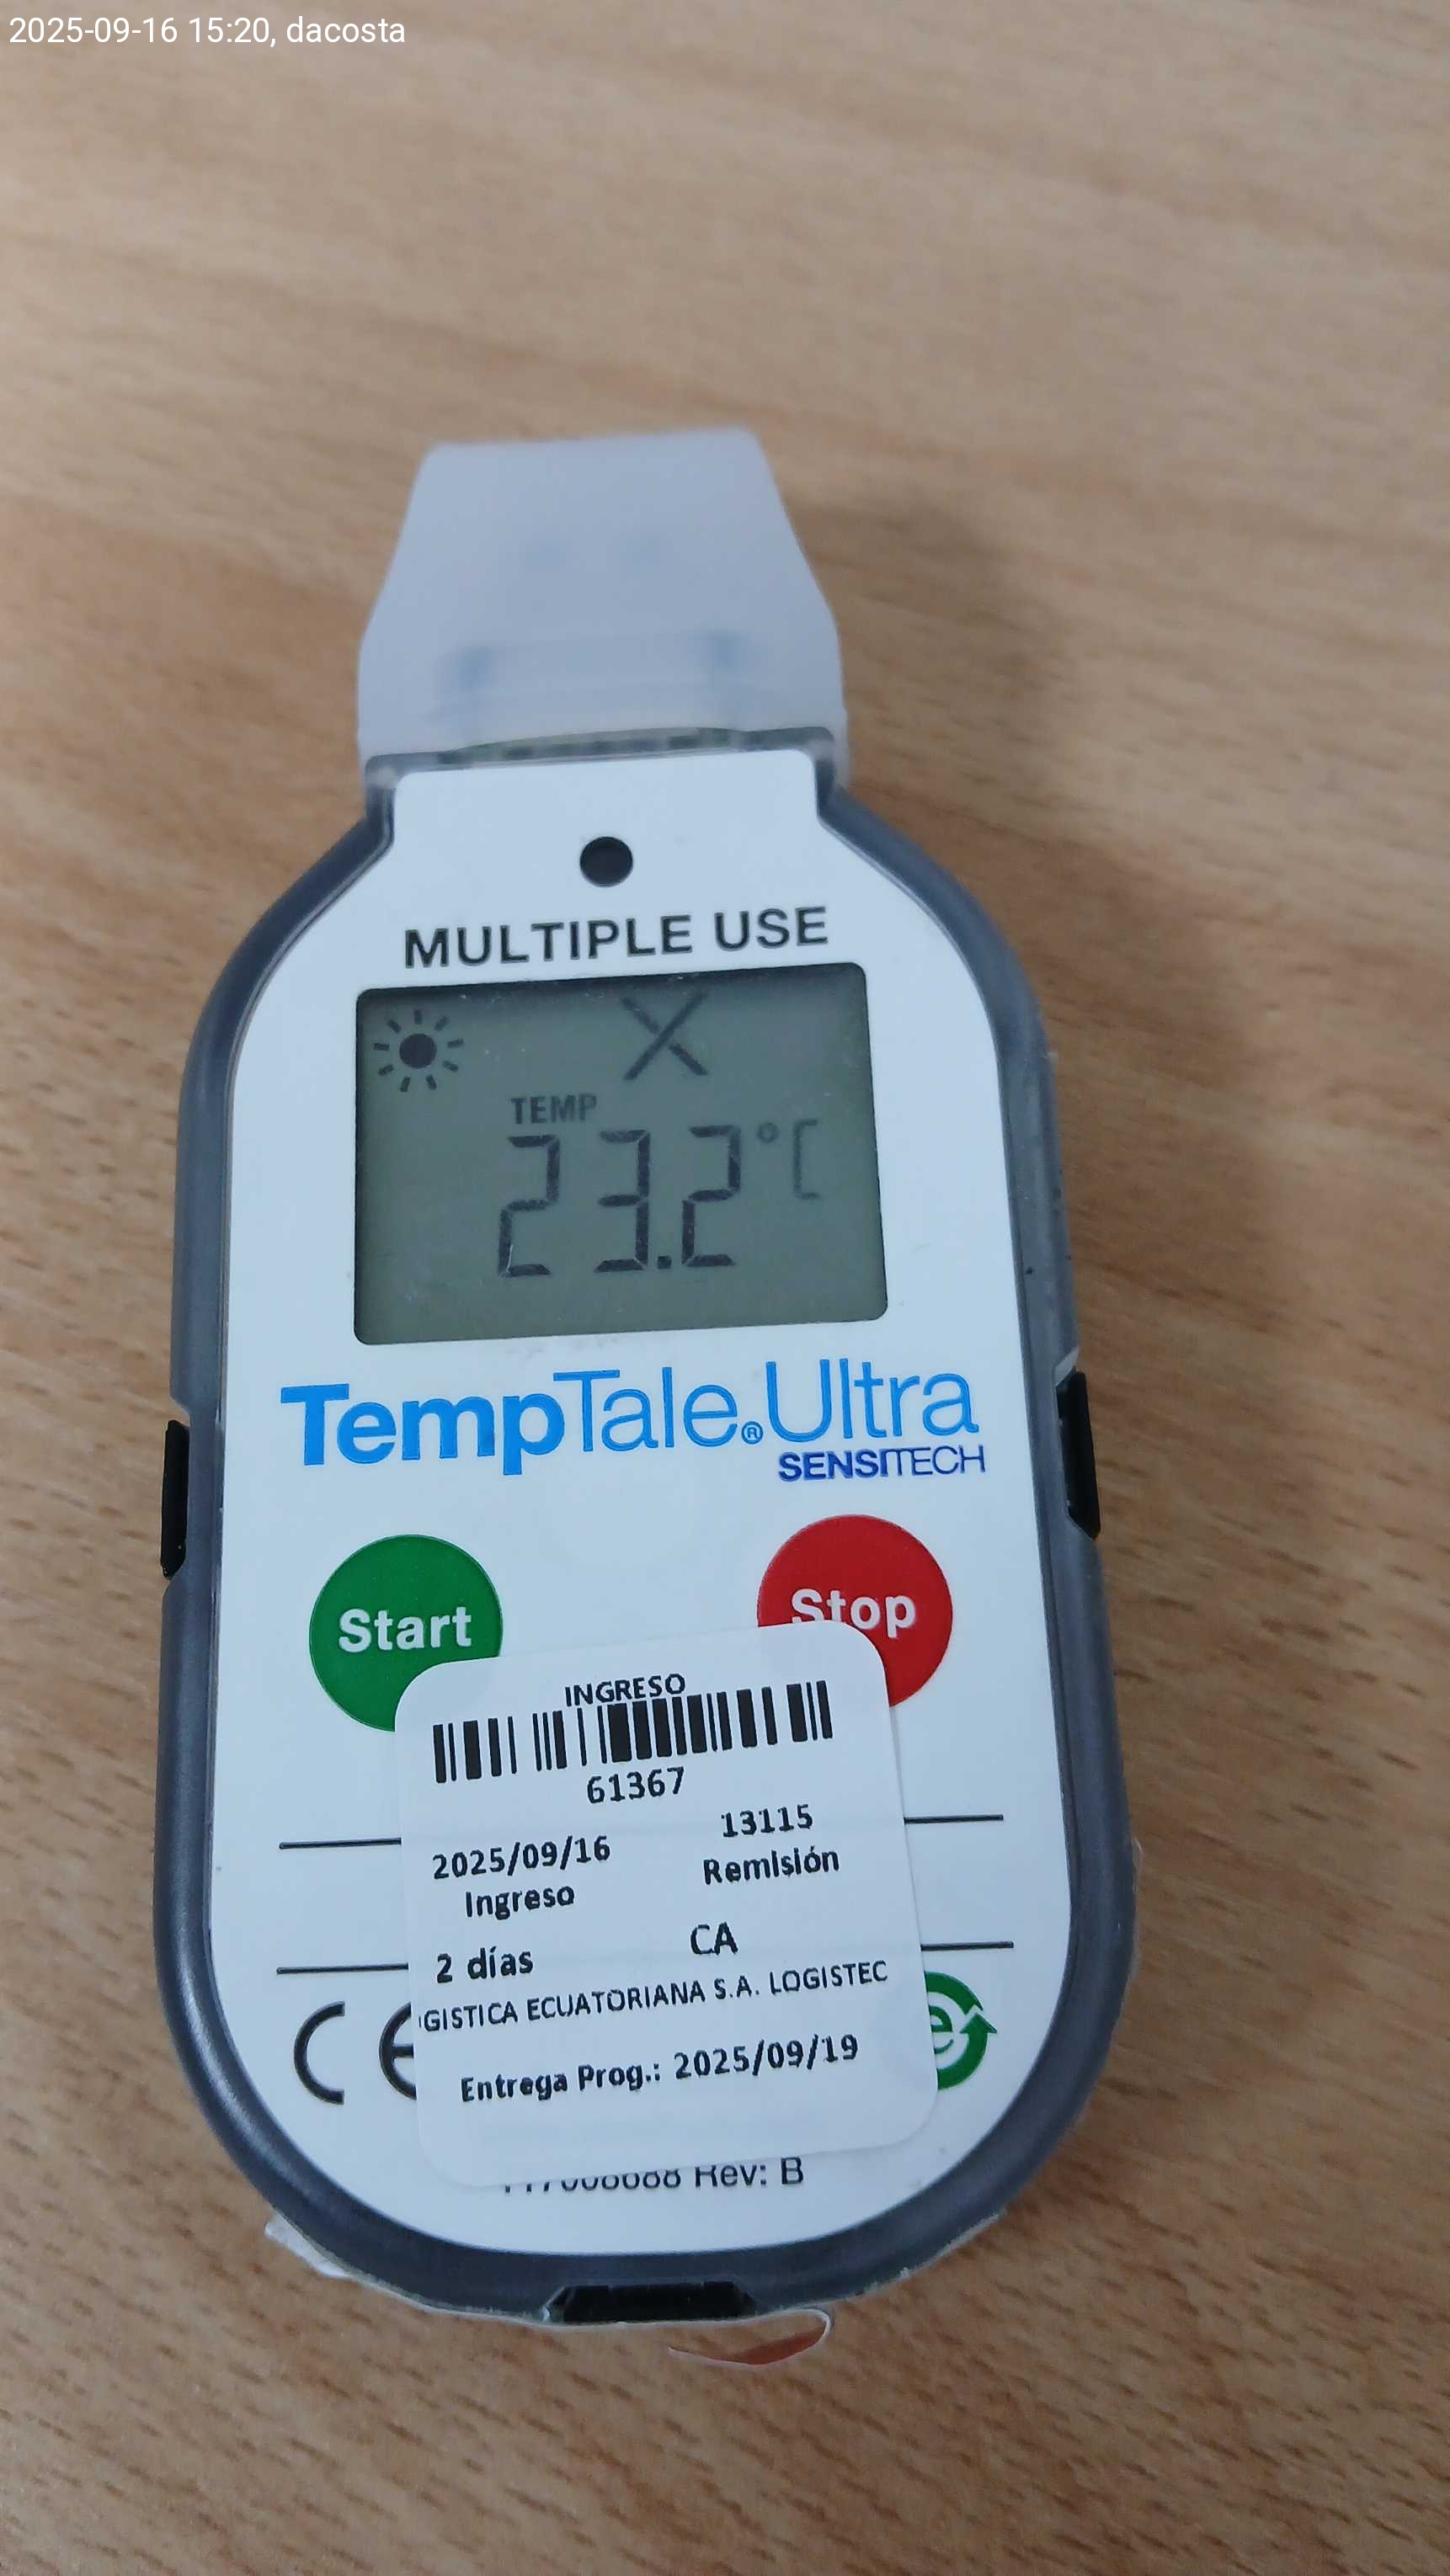 2025-09-16 15:20, dacosta
MULTIPLE USE
TEMP
23.2°C
TempTale®Ultra
SENSITECH
Start
Stop
INGRESO
61367
2025/09/16 13115
Ingreso Remisión
2 días CA
GISTICA ECUATORIANA S.A. LOGISTEC
Entrega Prog.: 2025/09/19
CE e
Rev: B